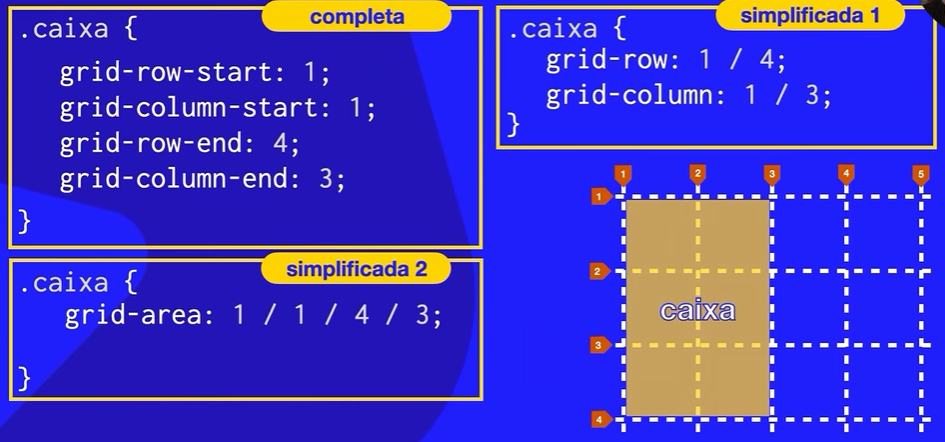 completa
.caixa {
grid-row-start: 1;
grid-column-start: 1;
grid-row-end: 4;
grid-column-end: 3;
}
simplificada 1
.caixa {
grid-row: 1 / 4;
grid-column: 1 / 3;
}
simplificada 2
.caixa {
grid-area: 1 / 1 / 4 / 3;
}
1 2 3 4 5
1
2
caixa
3
4